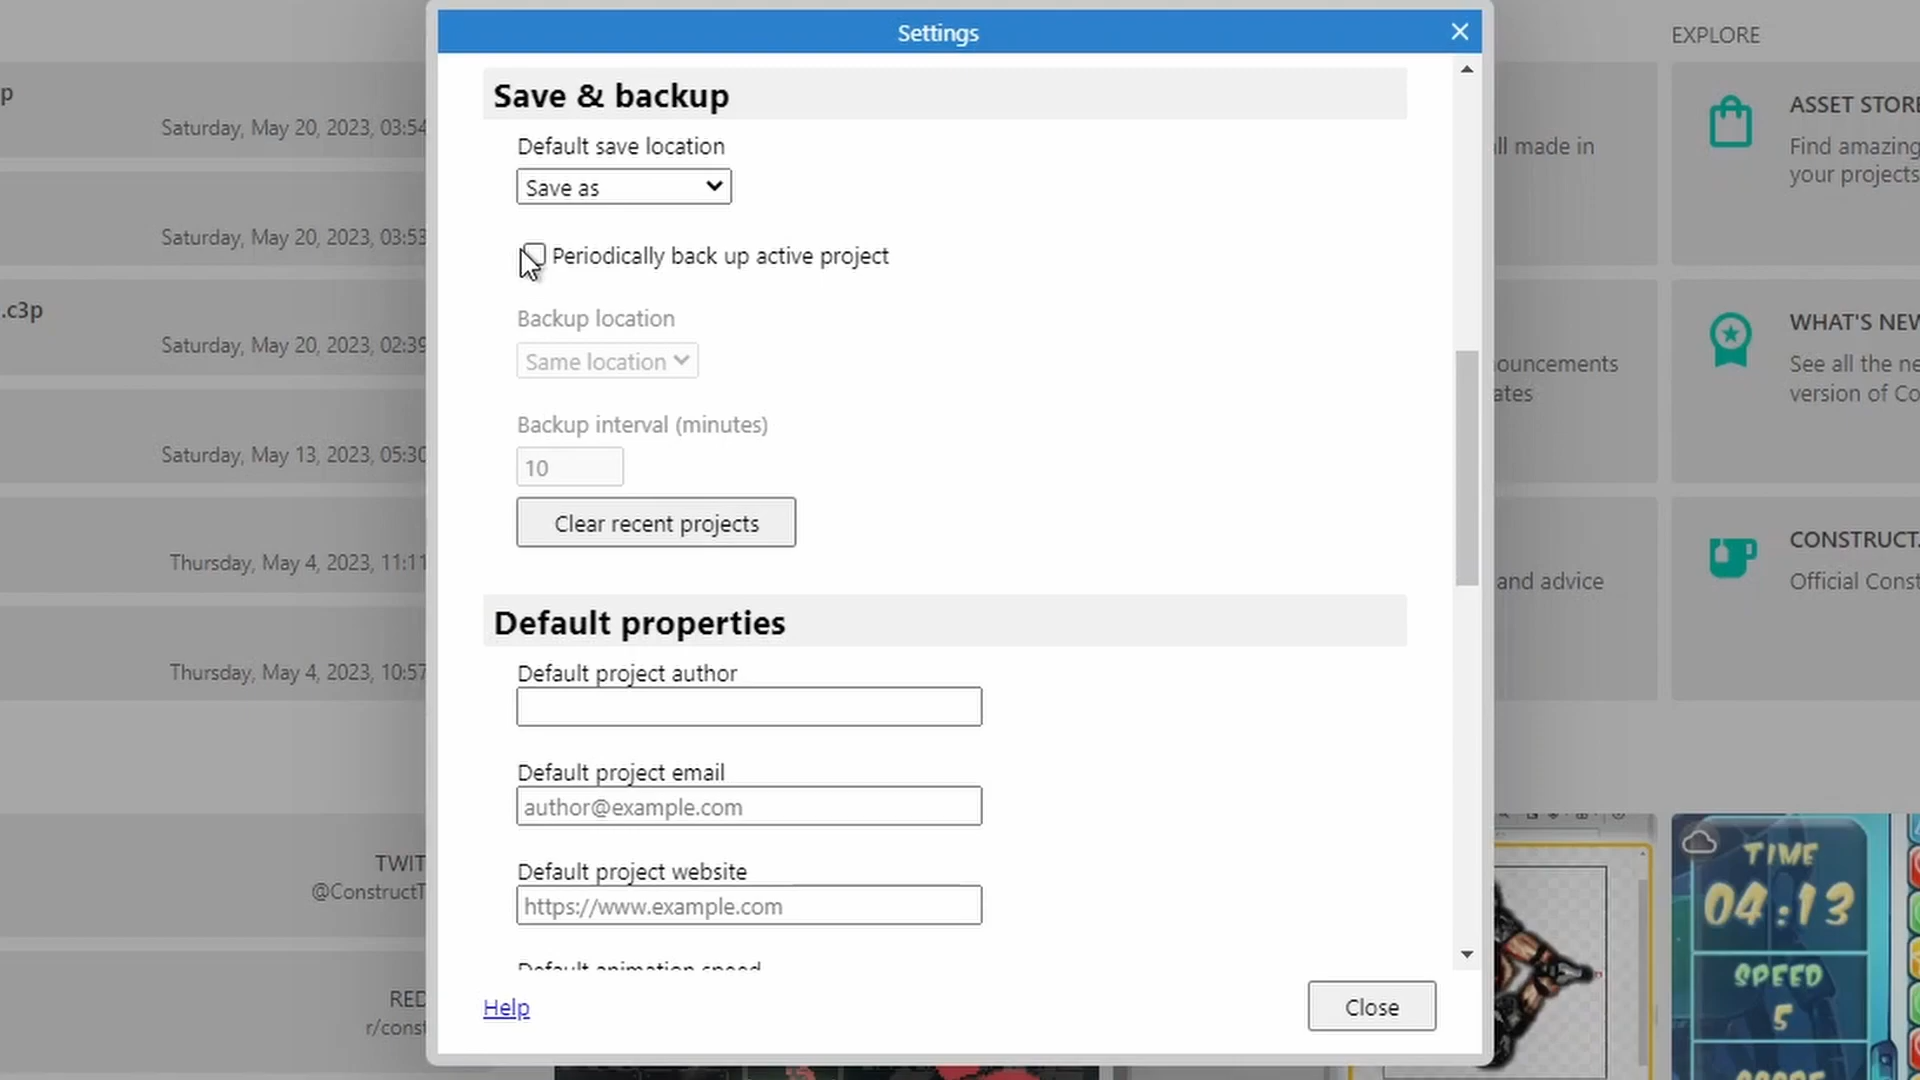 Settings
EXPLORE
p
Saturday, May 20, 2023, 03:54
Saturday, May 20, 2023, 03:53
.c3p
Saturday, May 20, 2023, 02:39
Saturday, May 13, 2023, 05:30
Thursday, May 4, 2023, 11:11
Thursday, May 4, 2023, 10:57
TWIT
@ConstructT
RED
r/const
Save & backup
Default save location
Save as
Periodically back up active project
Backup location
Same location
Backup interval (minutes)
10
Clear recent projects
Default properties
Default project author
Default project email
author@example.com
Default project website
https://www.example.com
Default animation speed
Help
Close
ll made in
ouncements
ates
and advice
ASSET STORE
Find amazing
your projects
WHAT'S NEW
See all the ne
version of Co
CONSTRUCT.
Official Const
TIME
04:13
SPEED
5